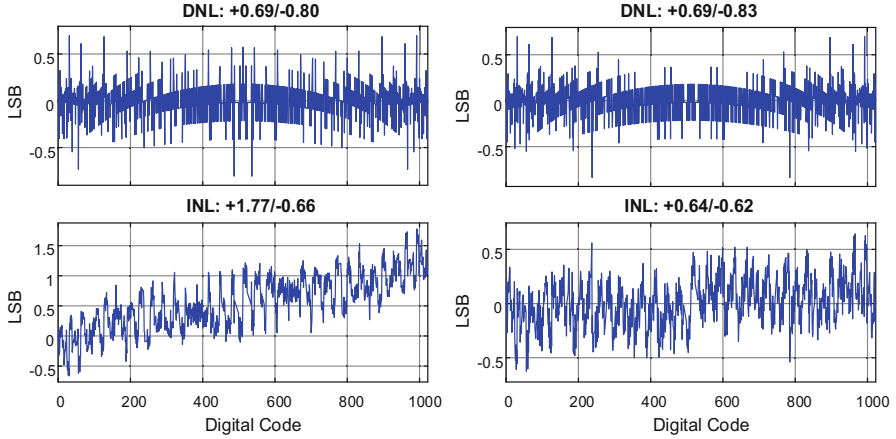 DNL: +0.69/-0.80
0.5
0
-0.5
LSB
INL: +1.77/-0.66
1.5
1
0.5
0
-0.5
LSB
0 200 400 600 800 1000
Digital Code
DNL: +0.69/-0.83
0.5
0
-0.5
LSB
INL: +0.64/-0.62
0.5
0
-0.5
LSB
0 200 400 600 800 1000
Digital Code